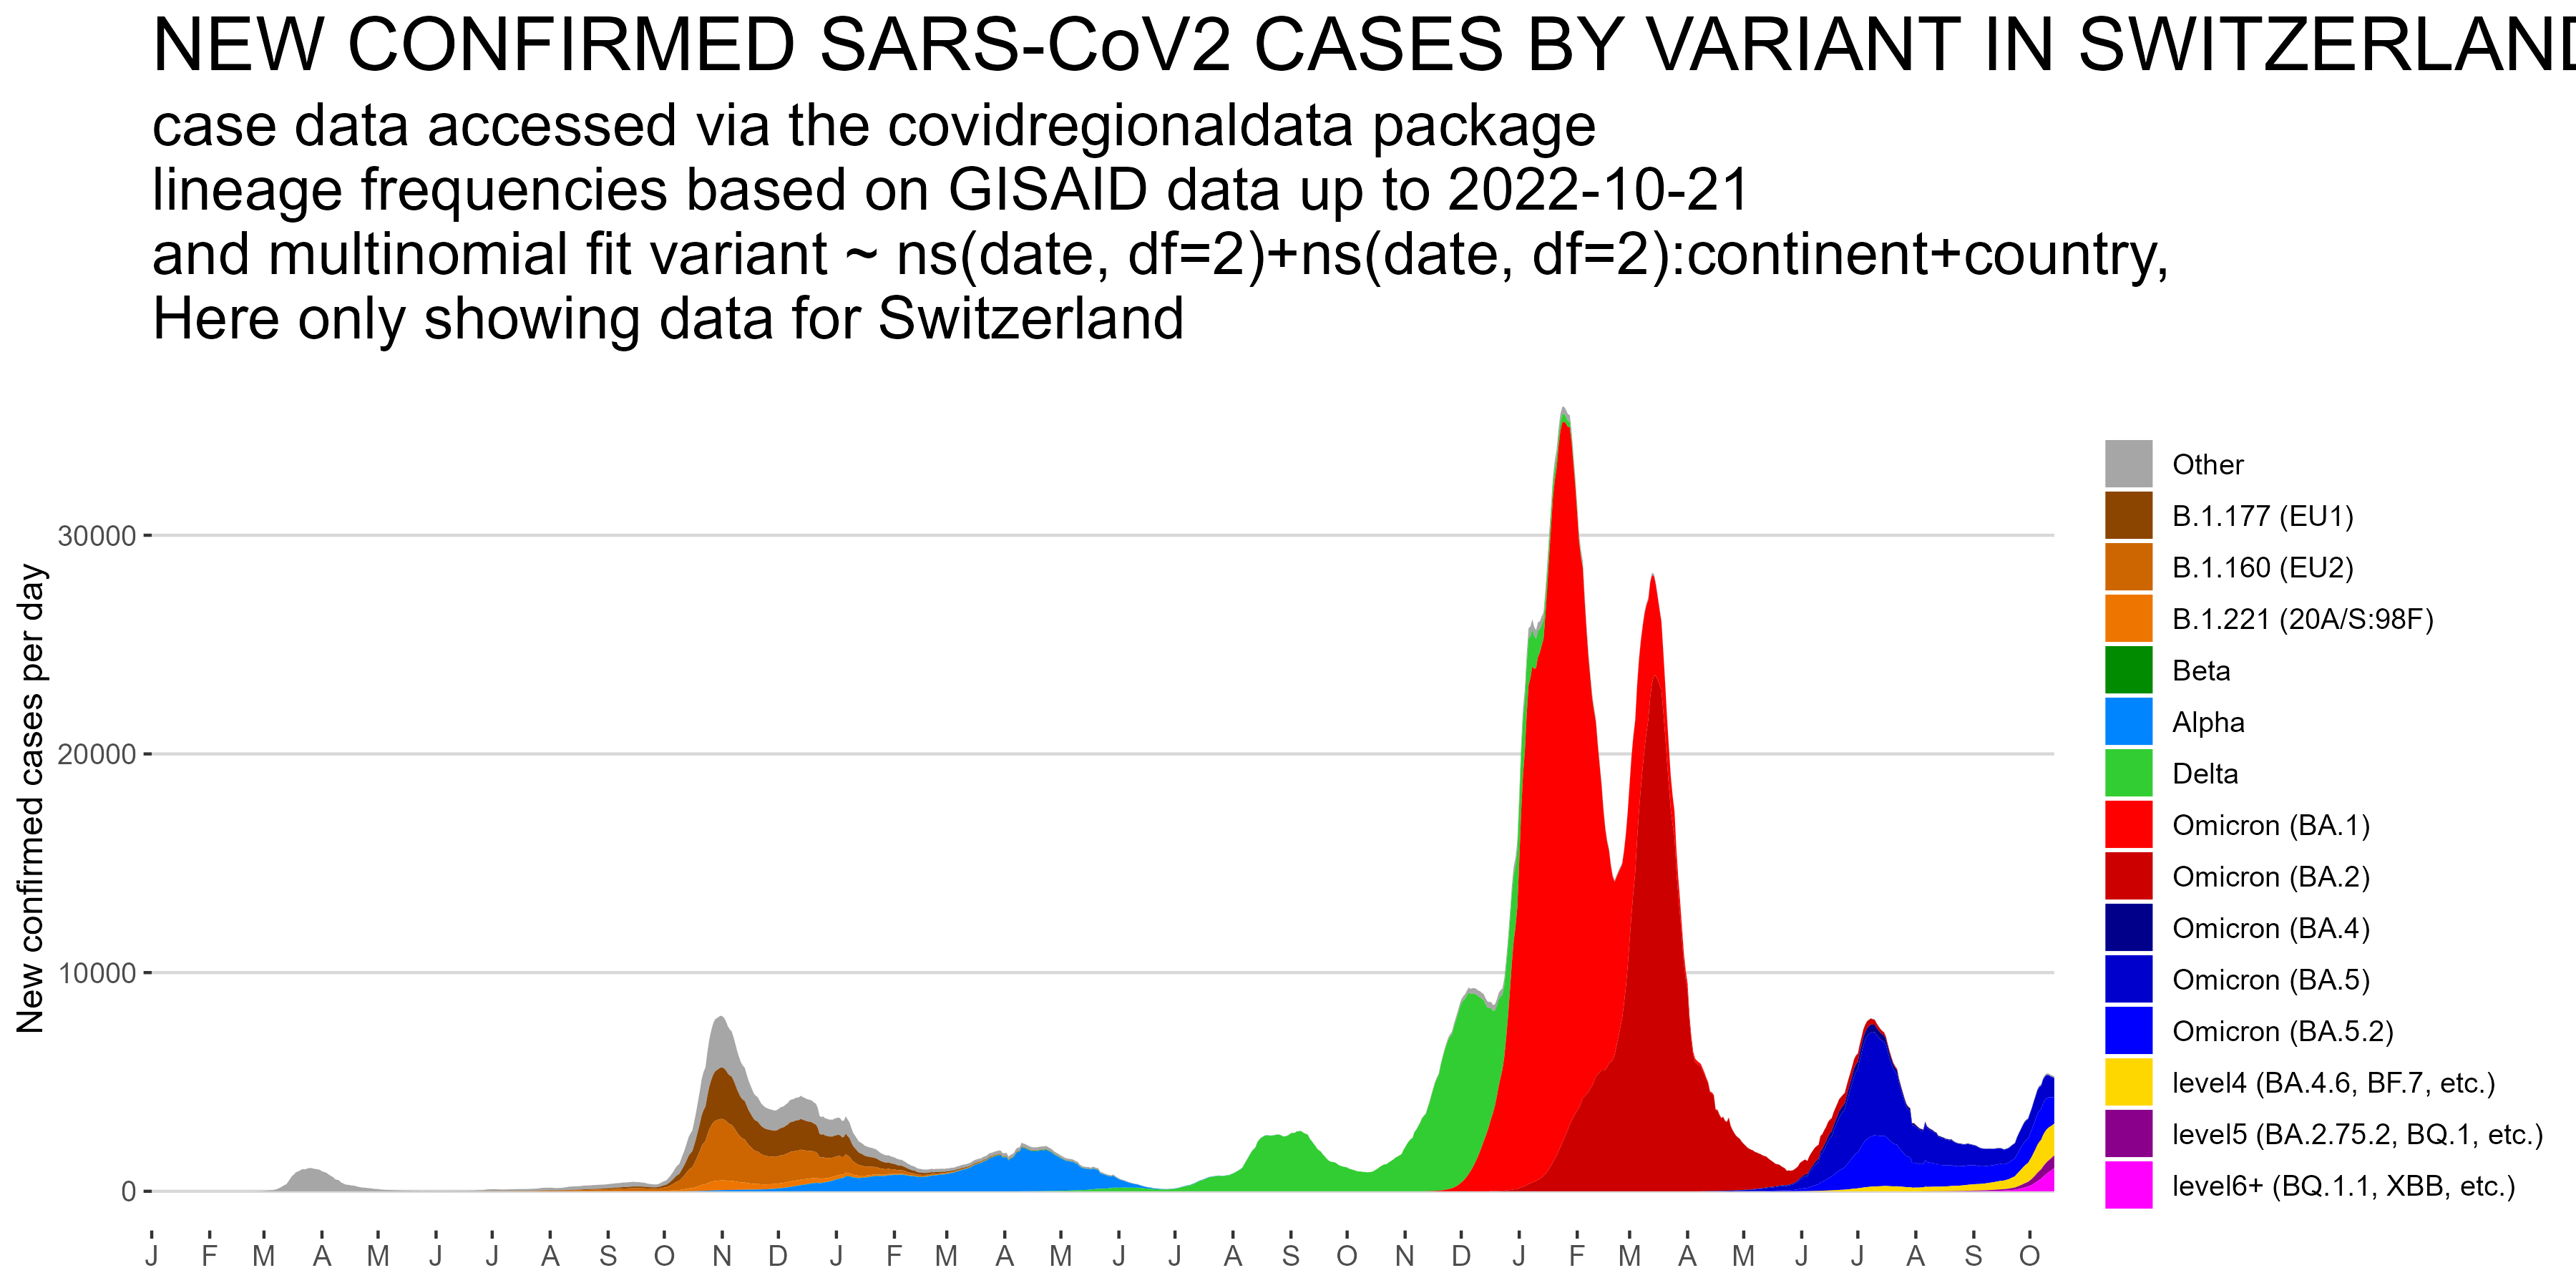 NEW CONFIRMED SARS-CoV2 CASES BY VARIANT IN SWITZERLAND
case data accessed via the covidregionaldata package
lineage frequencies based on GISAID data up to 2022-10-21
and multinomial fit variant ~ ns(date, df=2)+ns(date, df=2):continent+country,
Here only showing data for Switzerland
New confirmed cases per day
30000
20000
10000
0
J F M A M J J A S O N D J F M A M J J A S O N D J F M A M J J A S O
Other
B.1.177 (EU1)
B.1.160 (EU2)
B.1.221 (20A/S:98F)
Beta
Alpha
Delta
Omicron (BA.1)
Omicron (BA.2)
Omicron (BA.4)
Omicron (BA.5)
Omicron (BA.5.2)
level4 (BA.4.6, BF.7, etc.)
level5 (BA.2.75.2, BQ.1, etc.)
level6+ (BQ.1.1, XBB, etc.)